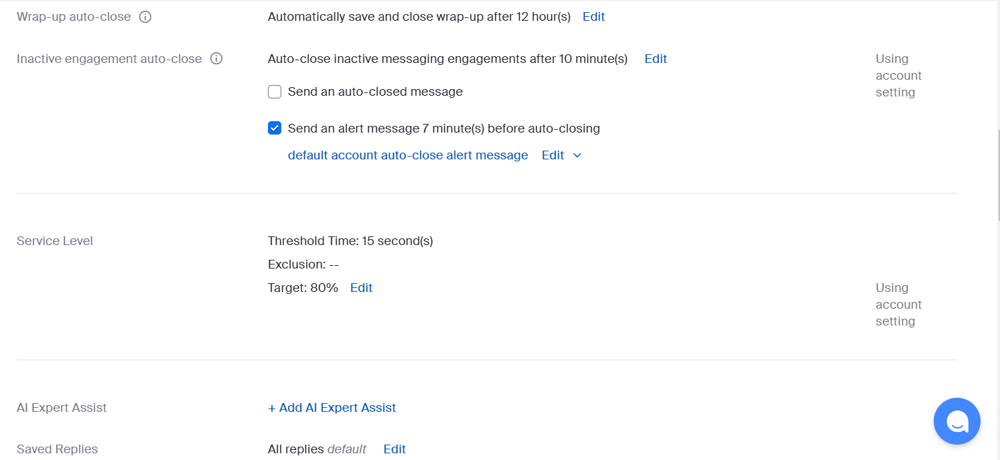 Wrap-up auto-close Automatically save and close wrap-up after 12 hour(s) Edit
Inactive engagement auto-close Auto-close inactive messaging engagements after 10 minute(s) Edit
Using account setting
Send an auto-closed message
Send an alert message 7 minute(s) before auto-closing
default account auto-close alert message Edit
Service Level Threshold Time: 15 second(s)
Exclusion: --
Target: 80% Edit
Using account setting
AI Expert Assist + Add AI Expert Assist
Saved Replies All replies default Edit